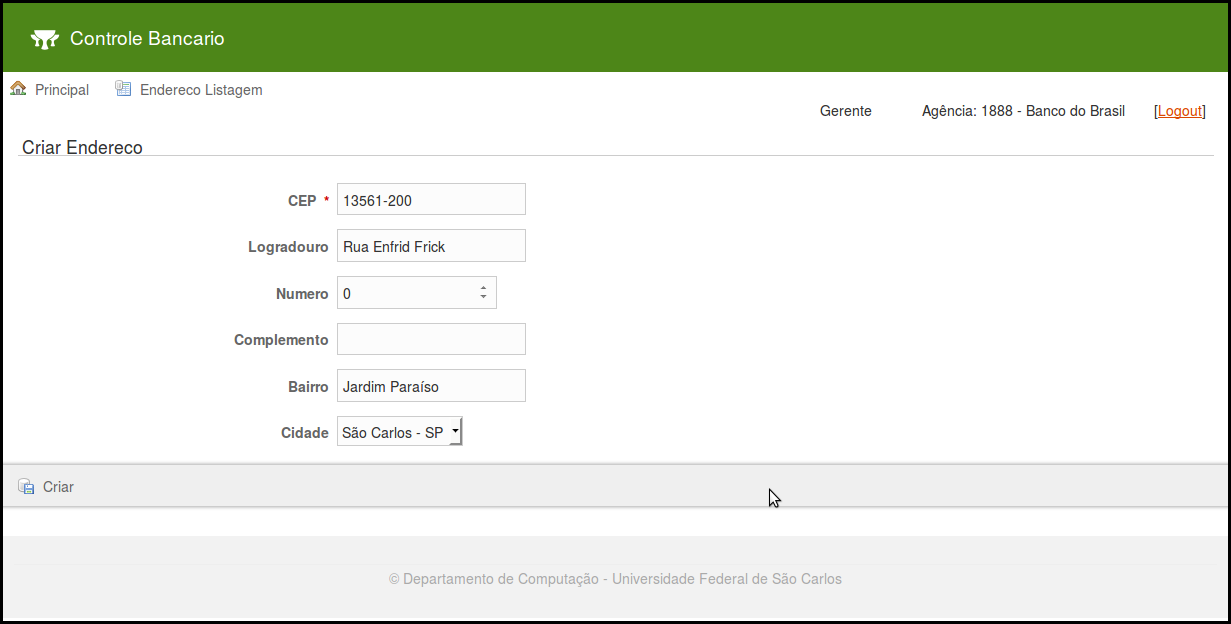 Controle Bancario
Principal Endereco Listagem
Gerente Agência: 1888 - Banco do Brasil [Logout]
Criar Endereco
CEP * 13561-200
Logradouro Rua Enfrid Frick
Numero 0
Complemento
Bairro Jardim Paraíso
Cidade São Carlos - SP
Criar
© Departamento de Computação - Universidade Federal de São Carlos